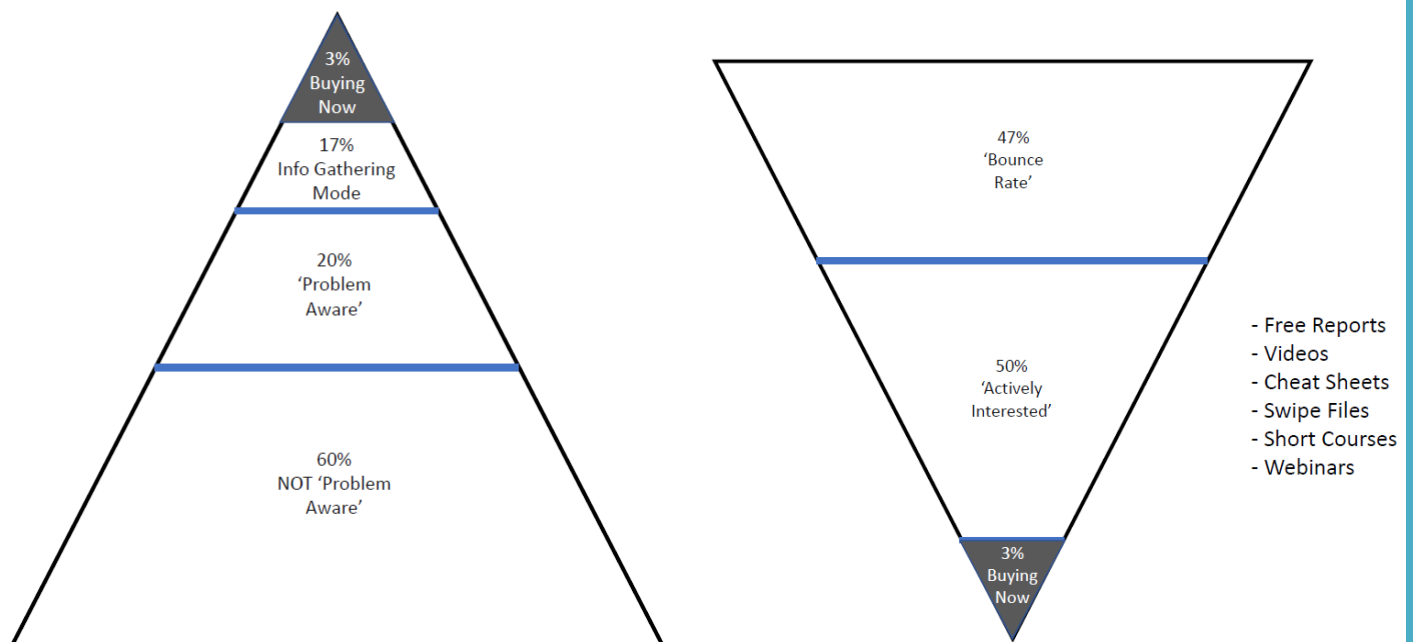 3%
Buying
Now
17%
Info Gathering
Mode
20%
‘Problem
Aware’
60%
NOT ‘Problem
Aware’
47%
‘Bounce
Rate’
50%
‘Actively
Interested’
3%
Buying
Now
- Free Reports
- Videos
- Cheat Sheets
- Swipe Files
- Short Courses
- Webinars